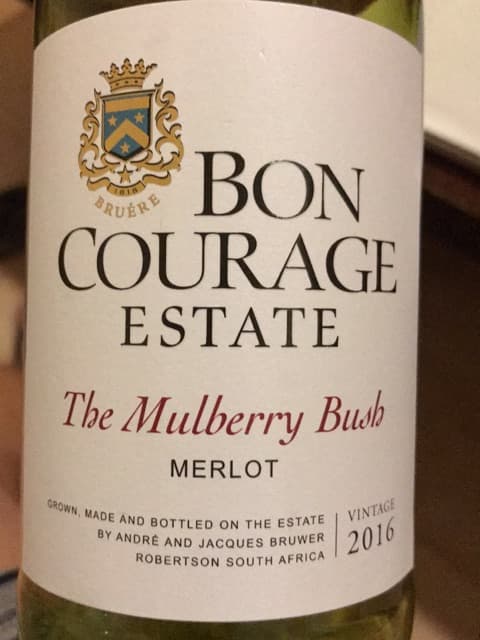 1818
BRUÉRE
BON
COURAGE
ESTATE
The Mulberry Bush
MERLOT
GROWN, MADE AND BOTTLED ON THE ESTATE
BY ANDRÉ AND JACQUES BRUWER
ROBERTSON SOUTH AFRICA
VINTAGE
2016